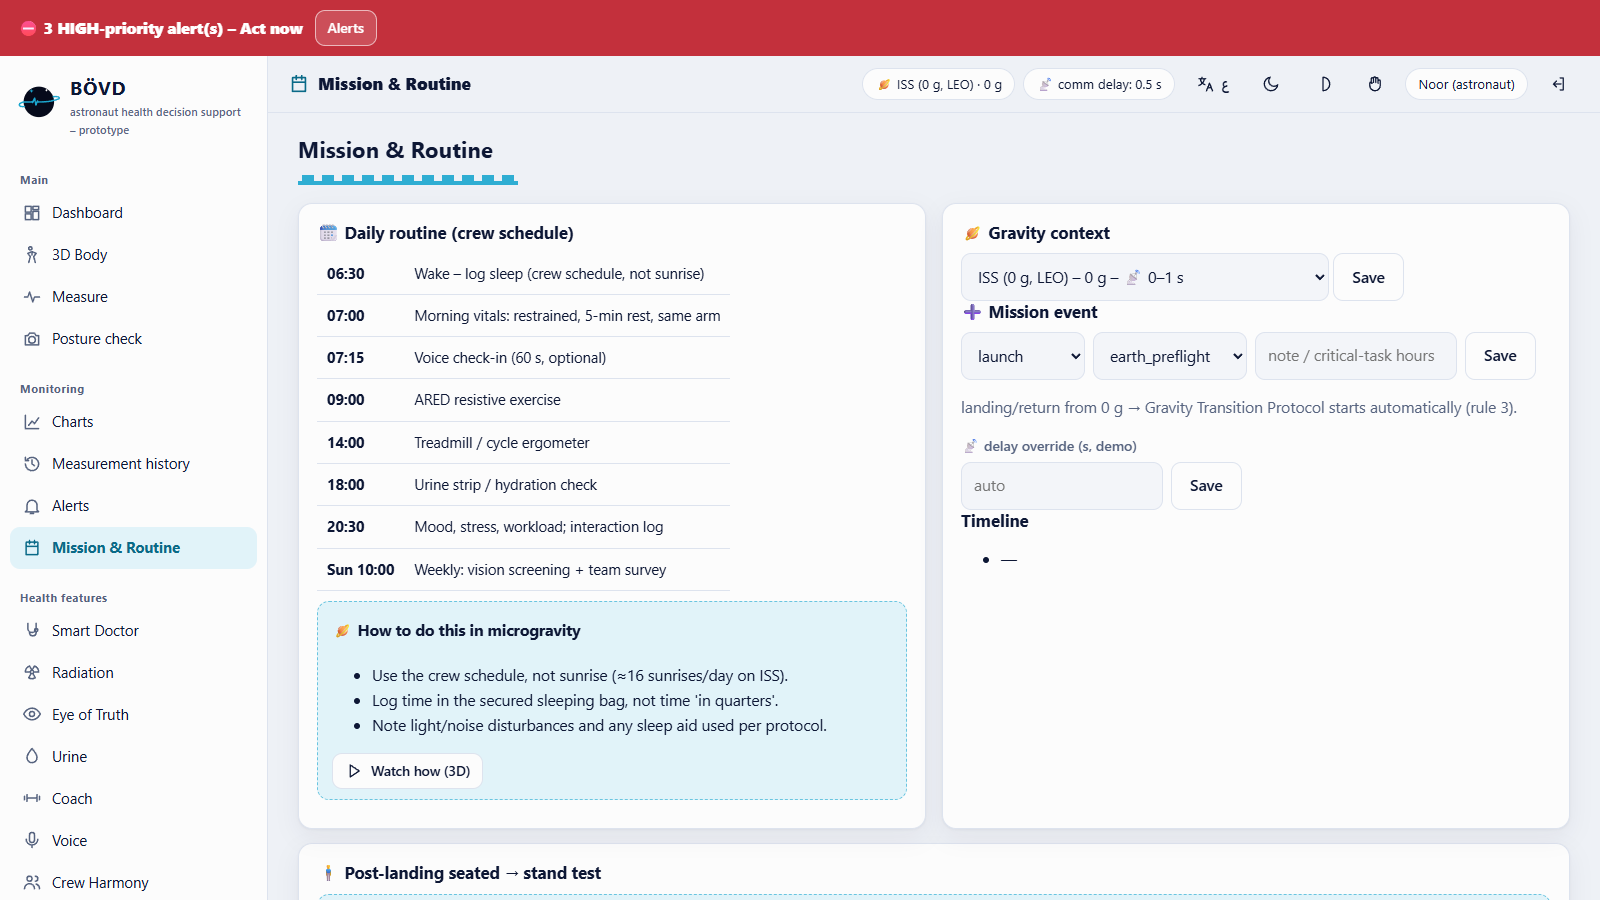 3 HIGH-priority alert(s) – Act now
Alerts
BÖVD
astronaut health decision support
– prototype
Main
Dashboard
3D Body
Measure
Posture check
Monitoring
Charts
Measurement history
Alerts
Mission & Routine
Health features
Smart Doctor
Radiation
Eye of Truth
Urine
Coach
Voice
Crew Harmony
Mission & Routine
ISS (0 g, LEO) · 0 g
comm delay: 0.5 s
ع
Noor (astronaut)
Mission & Routine
Daily routine (crew schedule)
06:30 Wake – log sleep (crew schedule, not sunrise)
07:00 Morning vitals: restrained, 5-min rest, same arm
07:15 Voice check-in (60 s, optional)
09:00 ARED resistive exercise
14:00 Treadmill / cycle ergometer
18:00 Urine strip / hydration check
20:30 Mood, stress, workload; interaction log
Sun 10:00 Weekly: vision screening + team survey
How to do this in microgravity
Use the crew schedule, not sunrise (≈16 sunrises/day on ISS).
Log time in the secured sleeping bag, not time 'in quarters'.
Note light/noise disturbances and any sleep aid used per protocol.
Watch how (3D)
Gravity context
ISS (0 g, LEO) – 0 g – 0–1 s
Save
Mission event
launch
earth_preflight
note / critical-task hours
Save
landing/return from 0 g → Gravity Transition Protocol starts automatically (rule 3).
delay override (s, demo)
auto
Save
Timeline
—
Post-landing seated → stand test